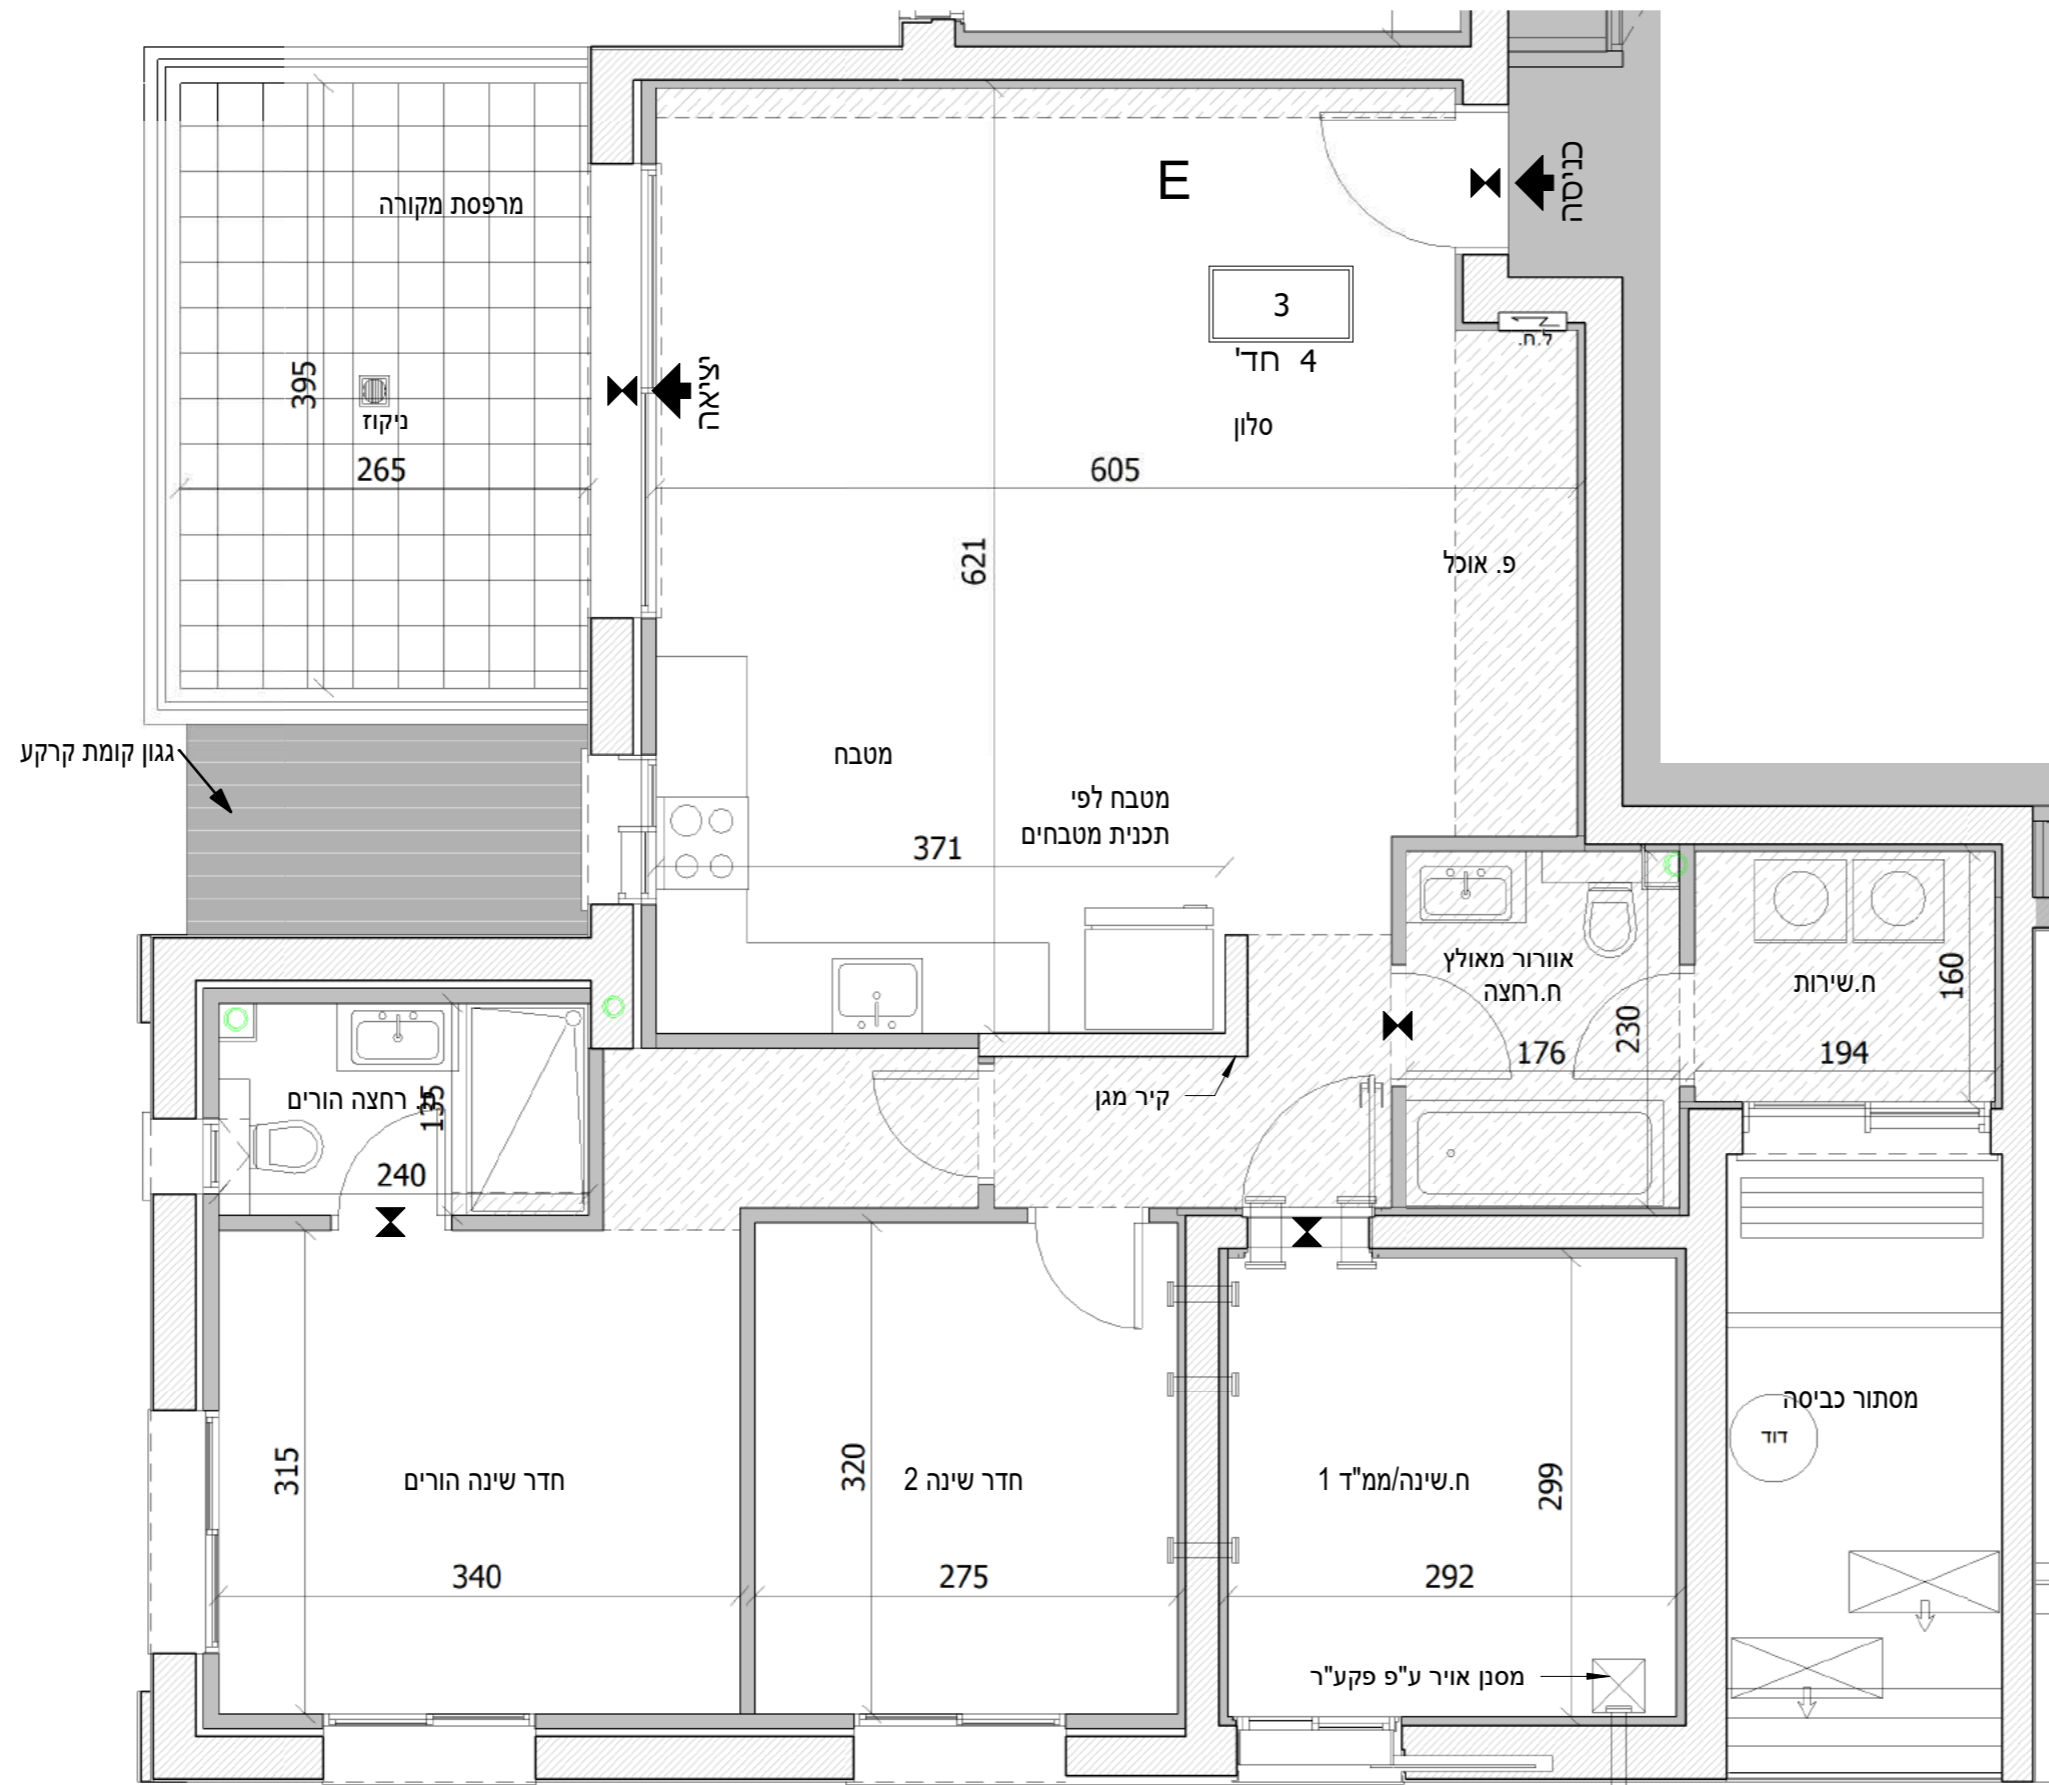 כניסה
E
מרפסת מקורה
3
4 חד'
ל.ח.
יציאה
395
ניקוז
סלון
265
605
621
פ. אוכל
גגון קומת קרקע
מטבח
מטבח לפי
תכנית מטבחים
371
אוורור מאולץ
ח.רחצה
ח.שירות
160
230
176
194
קיר מגן
ח. רחצה הורים
135
240
מסתור כביסה
דוד
315
חדר שינה הורים
320
חדר שינה 2
ח.שינה/ממ"ד 1
299
340
275
292
מסנן אויר ע"פ פקע"ר